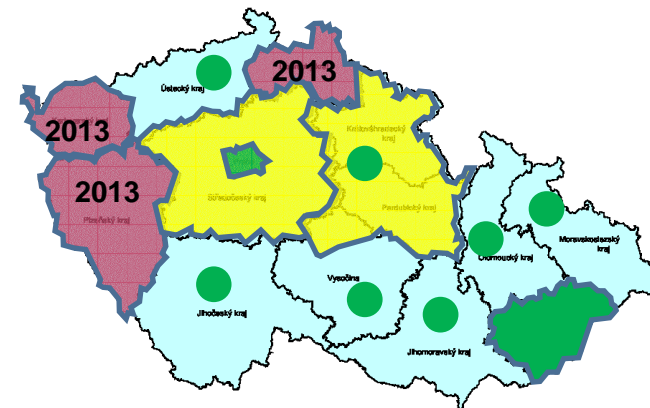 2013
Ústecký kraj
2013
Královéhradecký
kraj
2013
Středočeský kraj
Plzeňský kraj
Pardubický kraj
Moravskoslezský
kraj
Olomoucký kraj
Vysočina
Jihočeský kraj
Jihomoravský kraj